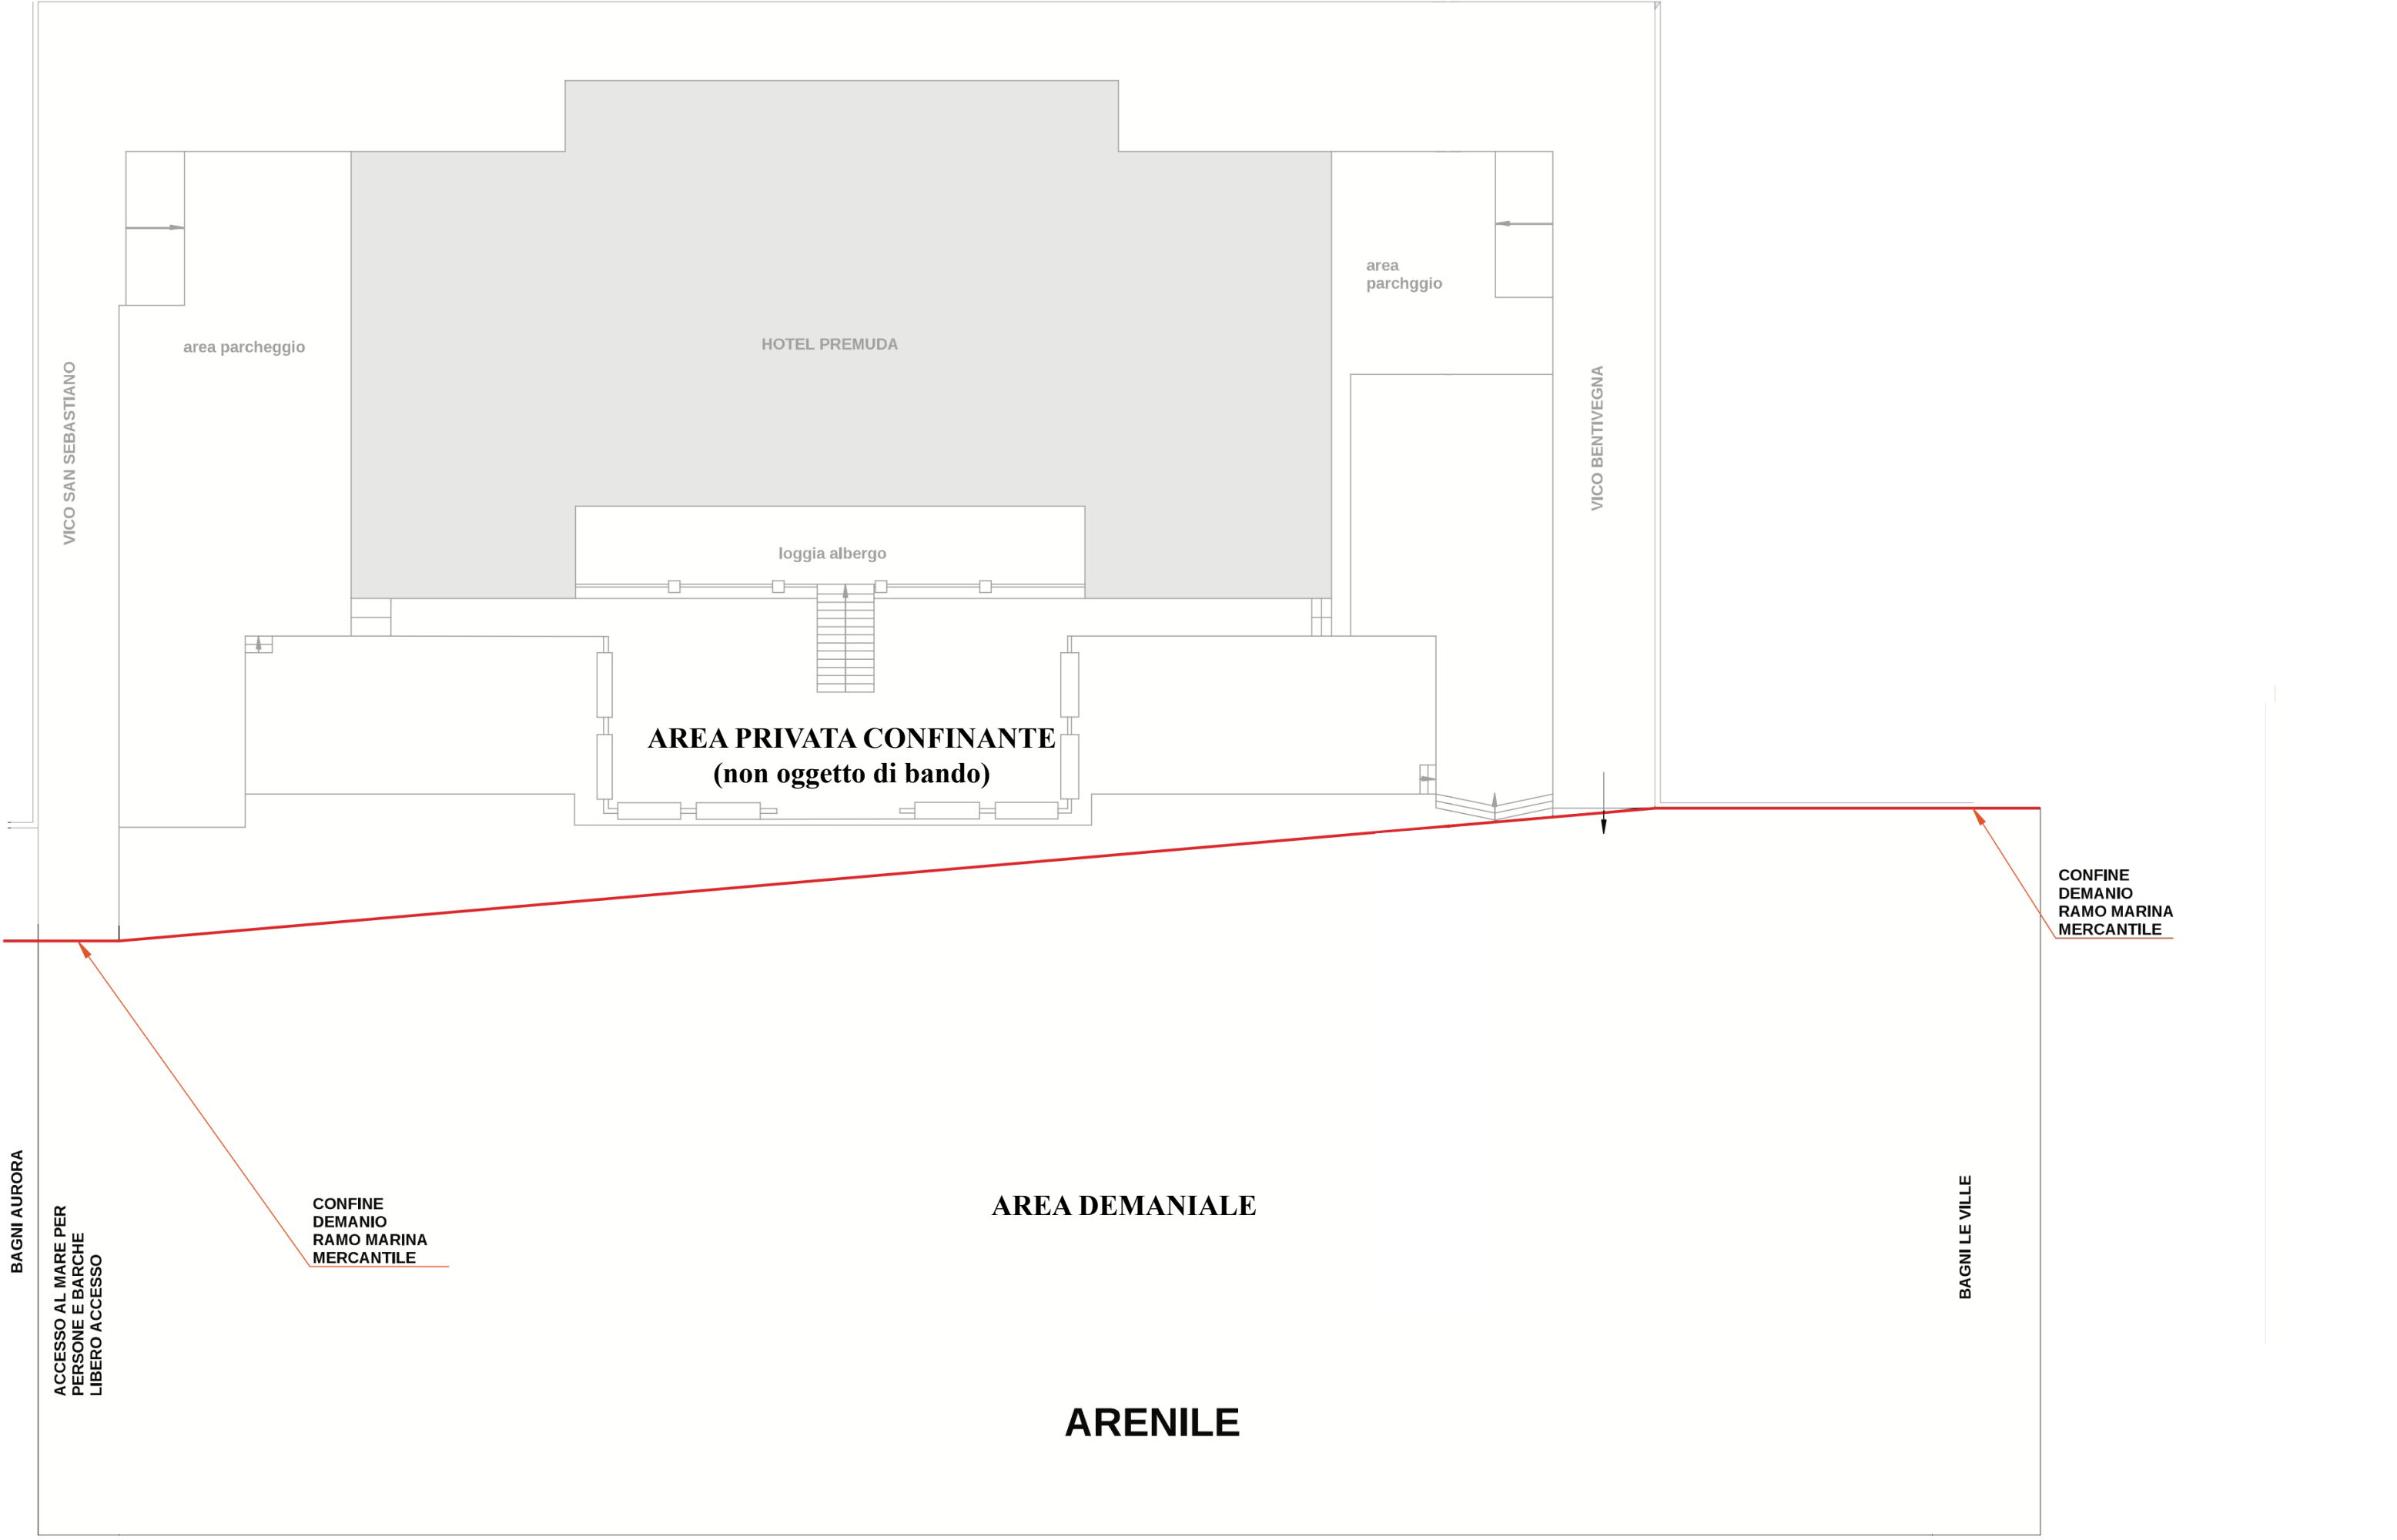 area
parchggio
HOTEL PREMUDA
area parcheggio
VICO SAN SEBASTIANO
VICO BENTIVEGNA
loggia albergo
AREA PRIVATA CONFINANTE
(non oggetto di bando)
CONFINE
DEMANIO
RAMO MARINA
MERCANTILE
BAGNI AURORA
ACCESSO AL MARE PER
PERSONE E BARCHE
LIBERO ACCESSO
CONFINE
DEMANIO
RAMO MARINA
MERCANTILE
AREA DEMANIALE
BAGNI LE VILLE
ARENILE